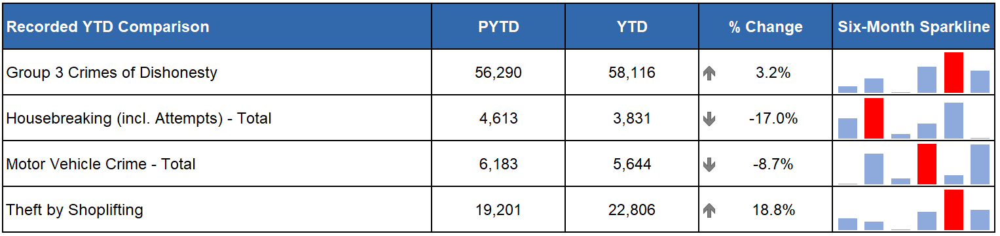 Recorded YTD Comparison PYTD YTD % Change Six-Month Sparkline
Group 3 Crimes of Dishonesty 56,290 58,116 3.2%
Housebreaking (incl. Attempts) - Total 4,613 3,831 -17.0%
Motor Vehicle Crime - Total 6,183 5,644 -8.7%
Theft by Shoplifting 19,201 22,806 18.8%